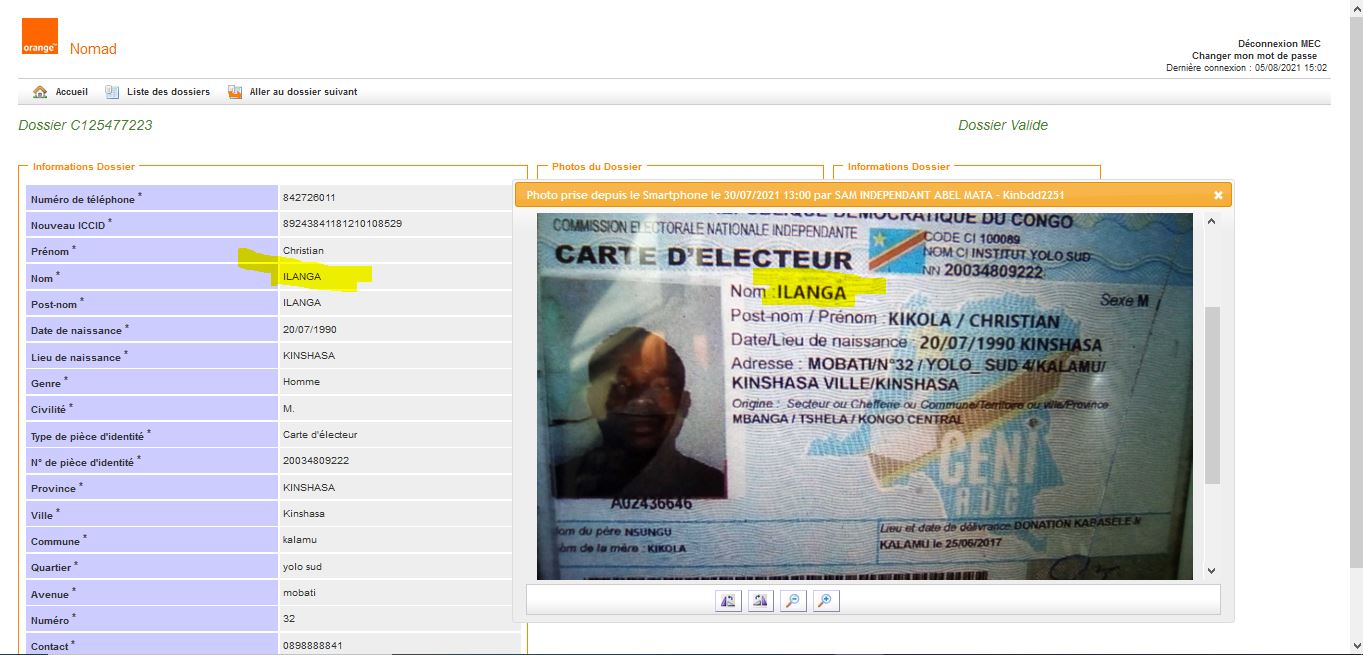 orange™ Nomad
Déconnexion MEC
Changer mon mot de passe
Dernière connexion : 05/08/2021 15:02
Accueil Liste des dossiers Aller au dossier suivant
Dossier C125477223
Dossier Valide
Informations Dossier
Numéro de téléphone * 842726011
Nouveau ICCID * 89243841181210108529
Prénom * Christian
Nom * ILANGA
Post-nom * ILANGA
Date de naissance * 20/07/1990
Lieu de naissance * KINSHASA
Genre * Homme
Civilité * M.
Type de pièce d'identité * Carte d'électeur
N° de pièce d'identité * 20034809222
Province * KINSHASA
Ville * Kinshasa
Commune * kalamu
Quartier * yolo sud
Avenue * mobati
Numéro * 32
Contact * 0898888841
Photos du Dossier
Informations Dossier
Photo prise depuis le Smartphone le 30/07/2021 13:00 par SAM INDEPENDANT ABEL MATA - Kinbdd2251
REPUBLIQUE DEMOCRATIQUE DU CONGO
COMMISSION ELECTORALE NATIONALE INDEPENDANTE
CARTE D'ELECTEUR
CODE CI 100089
NOM CI INSTITUT YOLO SUD
NN 20034809222
Nom : ILANGA
Sexe M
Post-nom / Prénom : KIKOLA / CHRISTIAN
Date/Lieu de naissance : 20/07/1990 KINSHASA
Adresse : MOBATI/N°32 / YOLO_ SUD 4/KALAMU/
KINSHASA VILLE/KINSHASA
Origine : Secteur ou Chefferie ou Commune/Territoire ou ville/Province
MBANGA / TSHELA / KONGO CENTRAL
CENI
R.D.C
A02436646
Nom du père NSUNGU
Nom de la mère : KIKOLA
Lieu et date de délivrance DONATION KABASELE
KALAMU le 25/06/2017